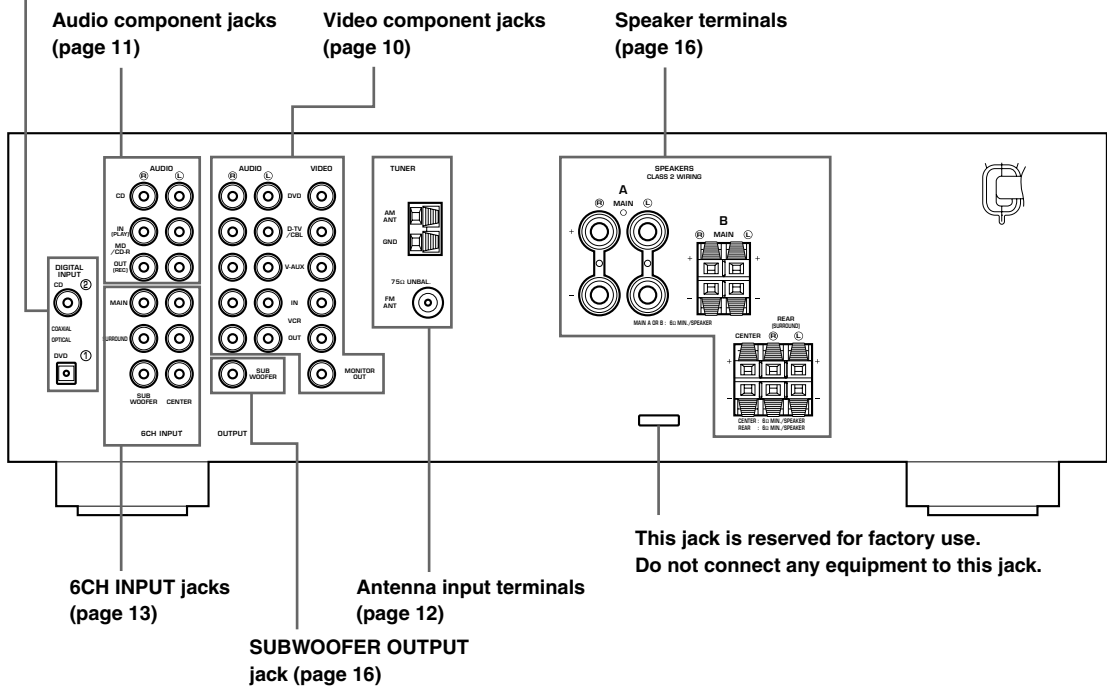 Audio component jacks
(page 11)
Video component jacks
(page 10)
Speaker terminals
(page 16)
AUDIO
R L
CD
IN
(PLAY)
MD
/CD-R
OUT
(REC)
DIGITAL
INPUT
CD ②
COAXIAL
OPTICAL
DVD ①
MAIN
SURROUND
SUB
WOOFER
CENTER
6CH INPUT
AUDIO
R L
VIDEO
DVD
D-TV
/CBL
V-AUX
IN
VCR
OUT
SUB
WOOFER
MONITOR
OUT
OUTPUT
TUNER
AM
ANT
GND
75Ω UNBAL.
FM
ANT
SPEAKERS
CLASS 2 WIRING
A
R MAIN L
+
–
B
R MAIN L
+ +
– –
MAIN A OR B : 6Ω MIN./SPEAKER
REAR
(SURROUND)
CENTER R L
+ +
– –
CENTER : 6Ω MIN./SPEAKER
REAR : 6Ω MIN./SPEAKER
This jack is reserved for factory use.
Do not connect any equipment to this jack.
6CH INPUT jacks
(page 13)
Antenna input terminals
(page 12)
SUBWOOFER OUTPUT
jack (page 16)